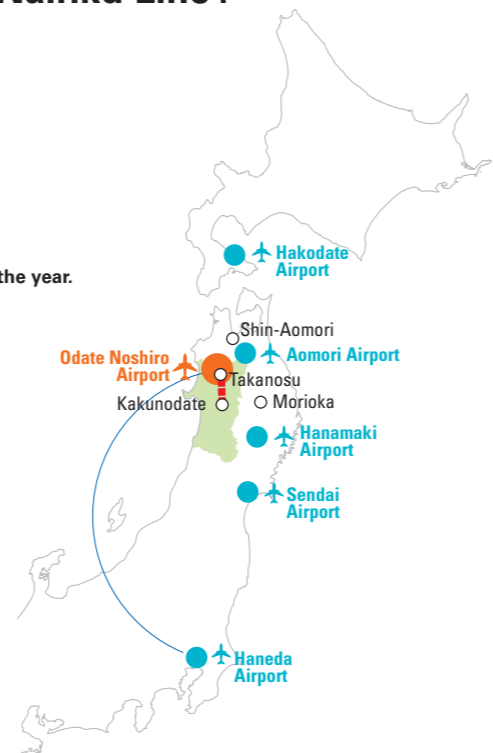 the year.
Hakodate
Airport
Shin-Aomori
Odate Noshiro
Airport
Aomori Airport
Takanosu
Kakunodate
Morioka
Hanamaki
Airport
Sendai
Airport
Haneda
Airport